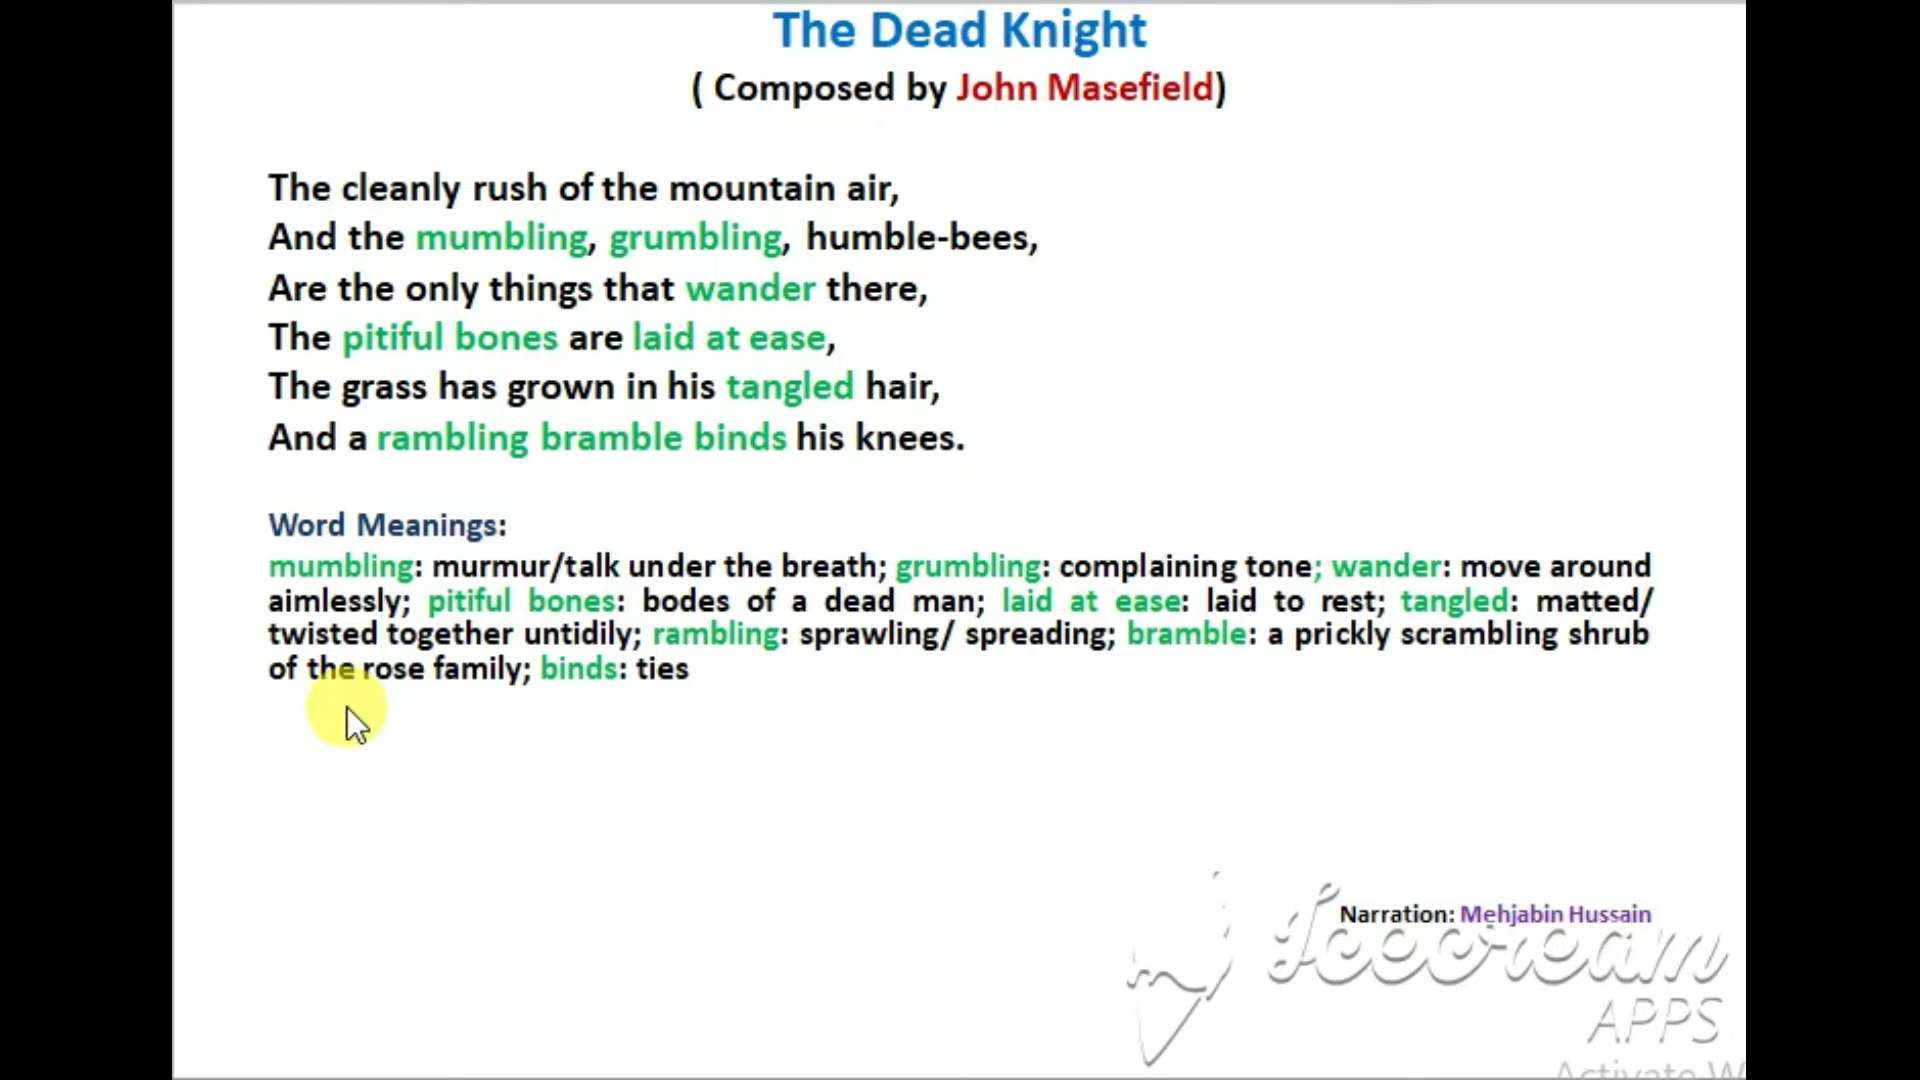 The Dead Knight
( Composed by John Masefield)
The cleanly rush of the mountain air,
And the mumbling, grumbling, humble-bees,
Are the only things that wander there,
The pitiful bones are laid at ease,
The grass has grown in his tangled hair,
And a rambling bramble binds his knees.
Word Meanings:
mumbling: murmur/talk under the breath; grumbling: complaining tone; wander: move around
aimlessly; pitiful bones: bodes of a dead man; laid at ease: laid to rest; tangled: matted/
twisted together untidily; rambling: sprawling/ spreading; bramble: a prickly scrambling shrub
of the rose family; binds: ties
Narration: Mehjabin Hussain
Icecream
APPS
Activate W